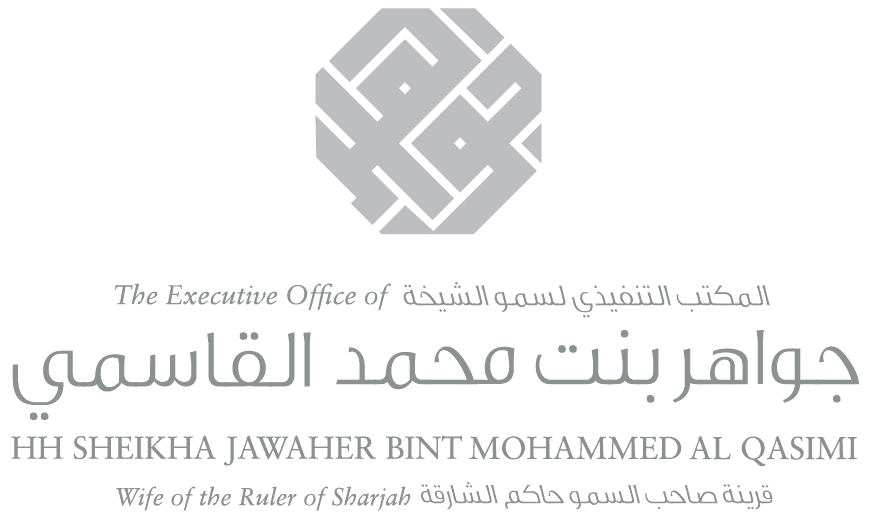 The Executive Office of المكتب التنفيذي لسمو الشيخة
جواهر بنت محمد القاسمي
HH SHEIKHA JAWAHER BINT MOHAMMED AL QASIMI
Wife of the Ruler of Sharjah قرينة صاحب السمو حاكم الشارقة